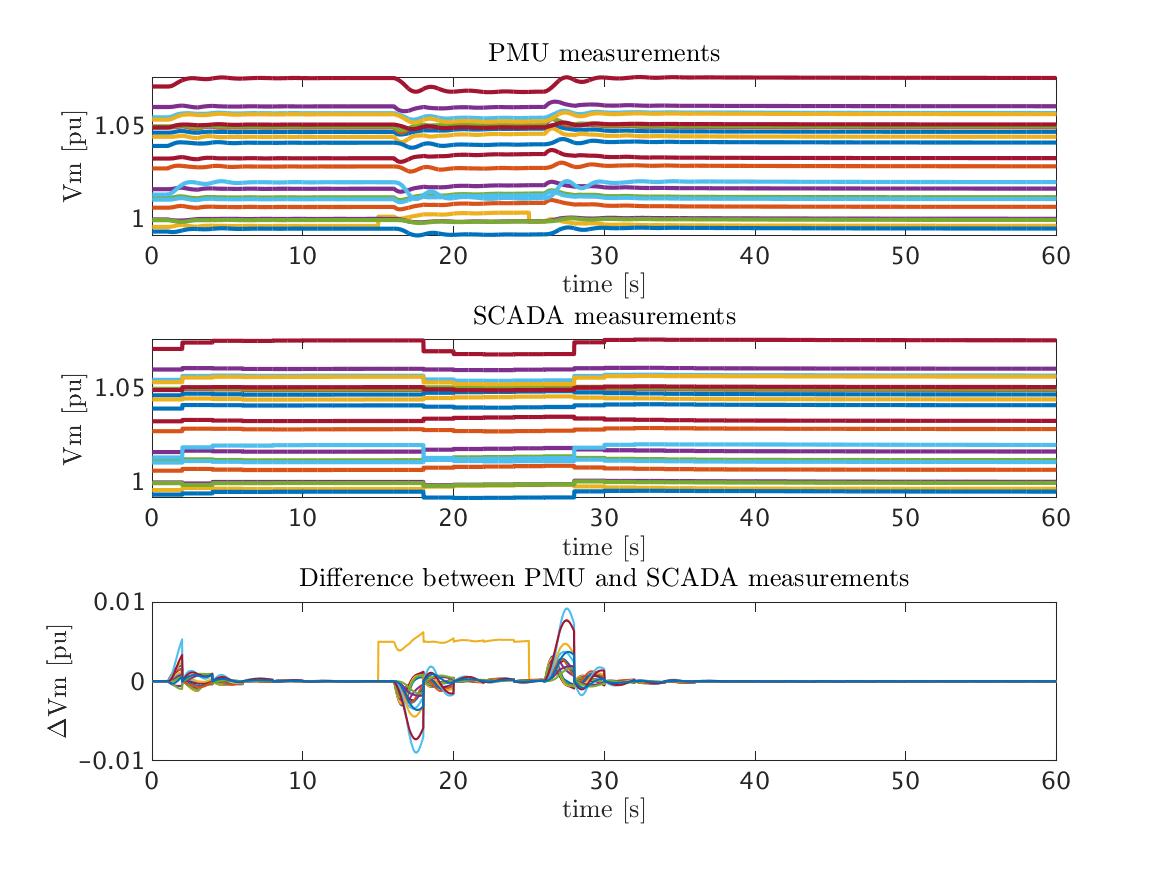 PMU measurements
Vm [pu]
1.05
1
0 10 20 30 40 50 60
time [s]
SCADA measurements
Vm [pu]
1.05
1
0 10 20 30 40 50 60
time [s]
Difference between PMU and SCADA measurements
ΔVm [pu]
0.01
0
-0.01
0 10 20 30 40 50 60
time [s]